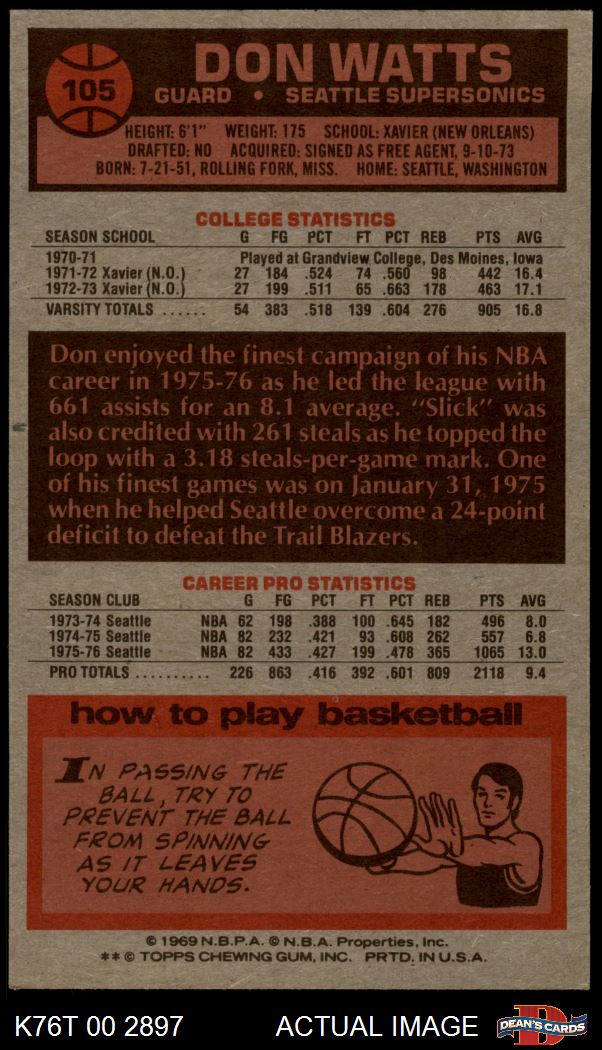 105
DON WATTS
GUARD • SEATTLE SUPERSONICS
HEIGHT: 6'1" WEIGHT: 175 SCHOOL: XAVIER (NEW ORLEANS)
DRAFTED: NO ACQUIRED: SIGNED AS FREE AGENT, 9-10-73
BORN: 7-21-51, ROLLING FORK, MISS. HOME: SEATTLE, WASHINGTON
COLLEGE STATISTICS
SEASON SCHOOL G FG PCT FT PCT REB PTS AVG
1970-71 Played at Grandview College, Des Moines, Iowa
1971-72 Xavier (N.O.) 27 184 .524 74 .560 98 442 16.4
1972-73 Xavier (N.O.) 27 199 .511 65 .663 178 463 17.1
VARSITY TOTALS ...... 54 383 .518 139 .604 276 905 16.8
Don enjoyed the finest campaign of his NBA
career in 1975-76 as he led the league with
661 assists for an 8.1 average. "Slick" was
also credited with 261 steals as he topped the
loop with a 3.18 steals-per-game mark. One
of his finest games was on January 31, 1975
when he helped Seattle overcome a 24-point
deficit to defeat the Trail Blazers.
CAREER PRO STATISTICS
SEASON CLUB G FG PCT FT PCT REB PTS AVG
1973-74 Seattle NBA 62 198 .388 100 .645 182 496 8.0
1974-75 Seattle NBA 82 232 .421 93 .608 262 557 6.8
1975-76 Seattle NBA 82 433 .427 199 .478 365 1065 13.0
PRO TOTALS .......... 226 863 .416 392 .601 809 2118 9.4
how to play basketball
IN PASSING THE
BALL, TRY TO
PREVENT THE BALL
FROM SPINNING
AS IT LEAVES
YOUR HANDS.
© 1969 N.B.P.A. © N.B.A. Properties, Inc.
** © TOPPS CHEWING GUM, INC. PRTD. IN U.S.A.
K76T 00 2897 ACTUAL IMAGE
D
DEAN'S CARDS